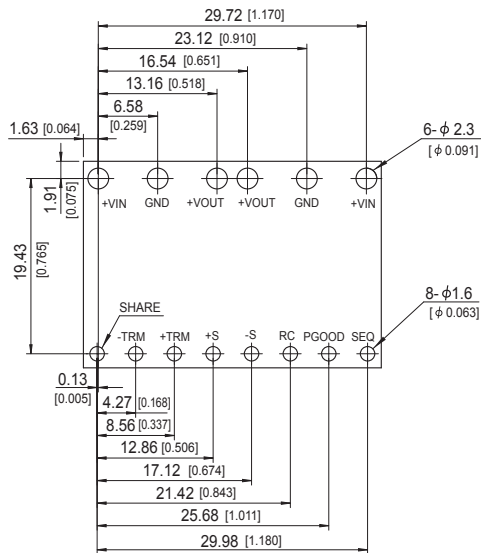 29.72 [1.170]
23.12 [0.910]
16.54 [0.651]
13.16 [0.518]
6.58
[0.259]
1.63 [0.064]
6-ϕ 2.3
[ϕ 0.091]
1.91
[0.075]
+VIN GND +VOUT +VOUT GND +VIN
19.43
[0.765]
SHARE
8-ϕ1.6
[ϕ 0.063]
-TRM +TRM +S -S RC PGOOD SEQ
0.13
[0.005]
4.27 [0.168]
8.56 [0.337]
12.86 [0.506]
17.12 [0.674]
21.42 [0.843]
25.68 [1.011]
29.98 [1.180]